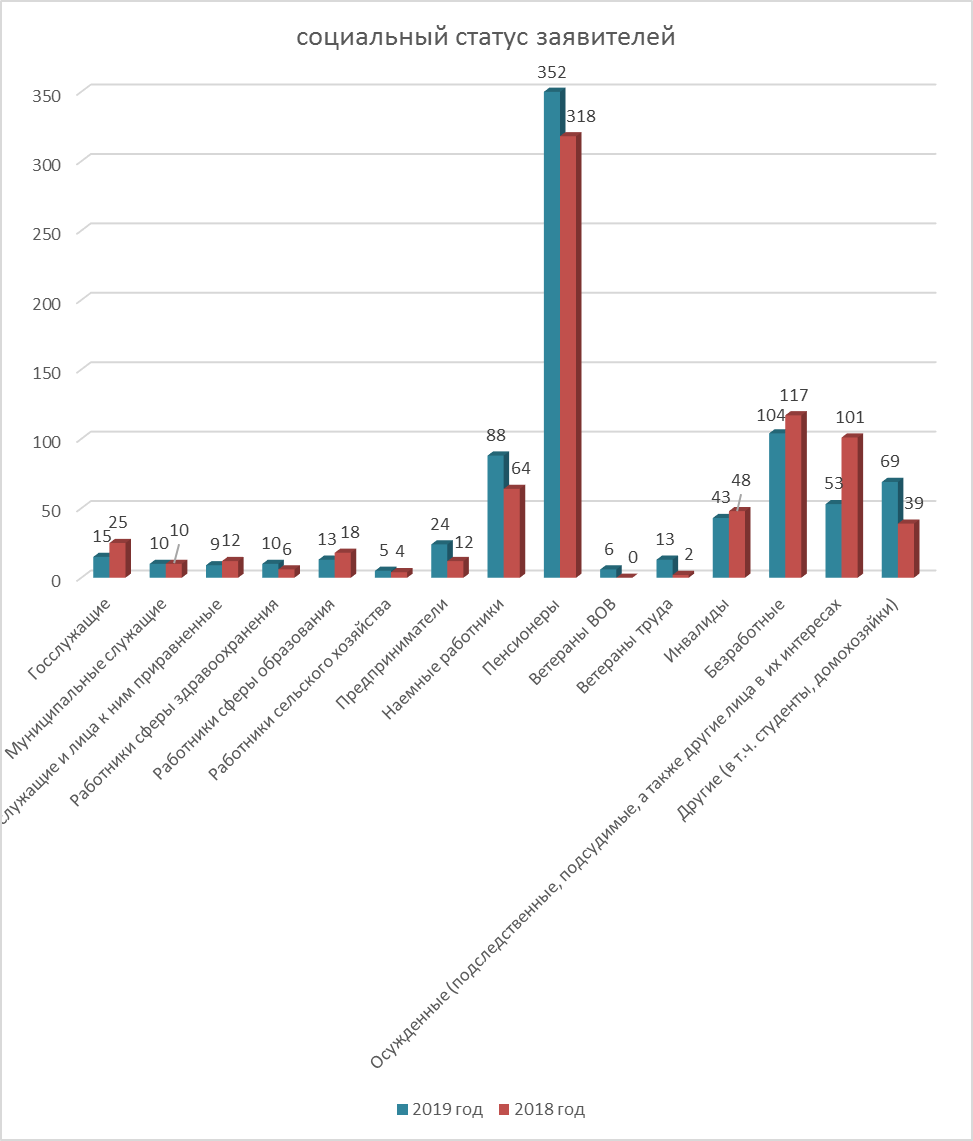 социальный статус заявителей
352
350
318
300
250
200
150
117
104
101
100
88
64
69
53
43
48
39
50
15
25
10
10
9
12
10
6
13
18
5
4
24
12
6
0
13
2
0
Госслужащие
Муниципальные служащие
служащие и лица к ним приравненные
Работники сферы здравоохранения
Работники сферы образования
Работники сельского хозяйства
Предприниматели
Наемные работники
Пенсионеры
Ветераны ВОВ
Ветераны труда
Инвалиды
Безработные
Осужденные (подследственные, подсудимые, а также другие лица в их интересах
Другие (в т.ч. студенты, домохозяйки)
2019 год
2018 год